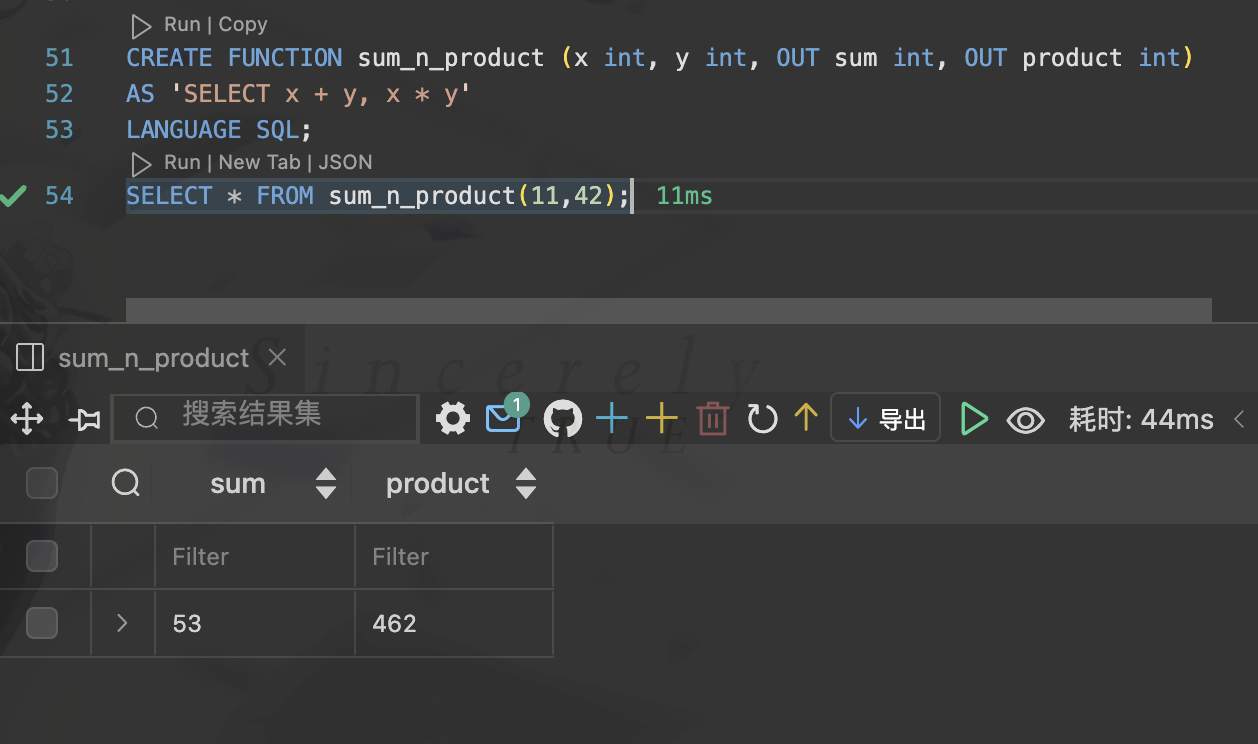 Run | Copy
51 CREATE FUNCTION sum_n_product (x int, y int, OUT sum int, OUT product int)
52 AS 'SELECT x + y, x * y'
53 LANGUAGE SQL;
Run | New Tab | JSON
54 SELECT * FROM sum_n_product(11,42); 11ms
sum_n_product
Sincerely
搜索结果集 1 导出 耗时: 44ms
TRUE
sum product
Filter Filter
53 462